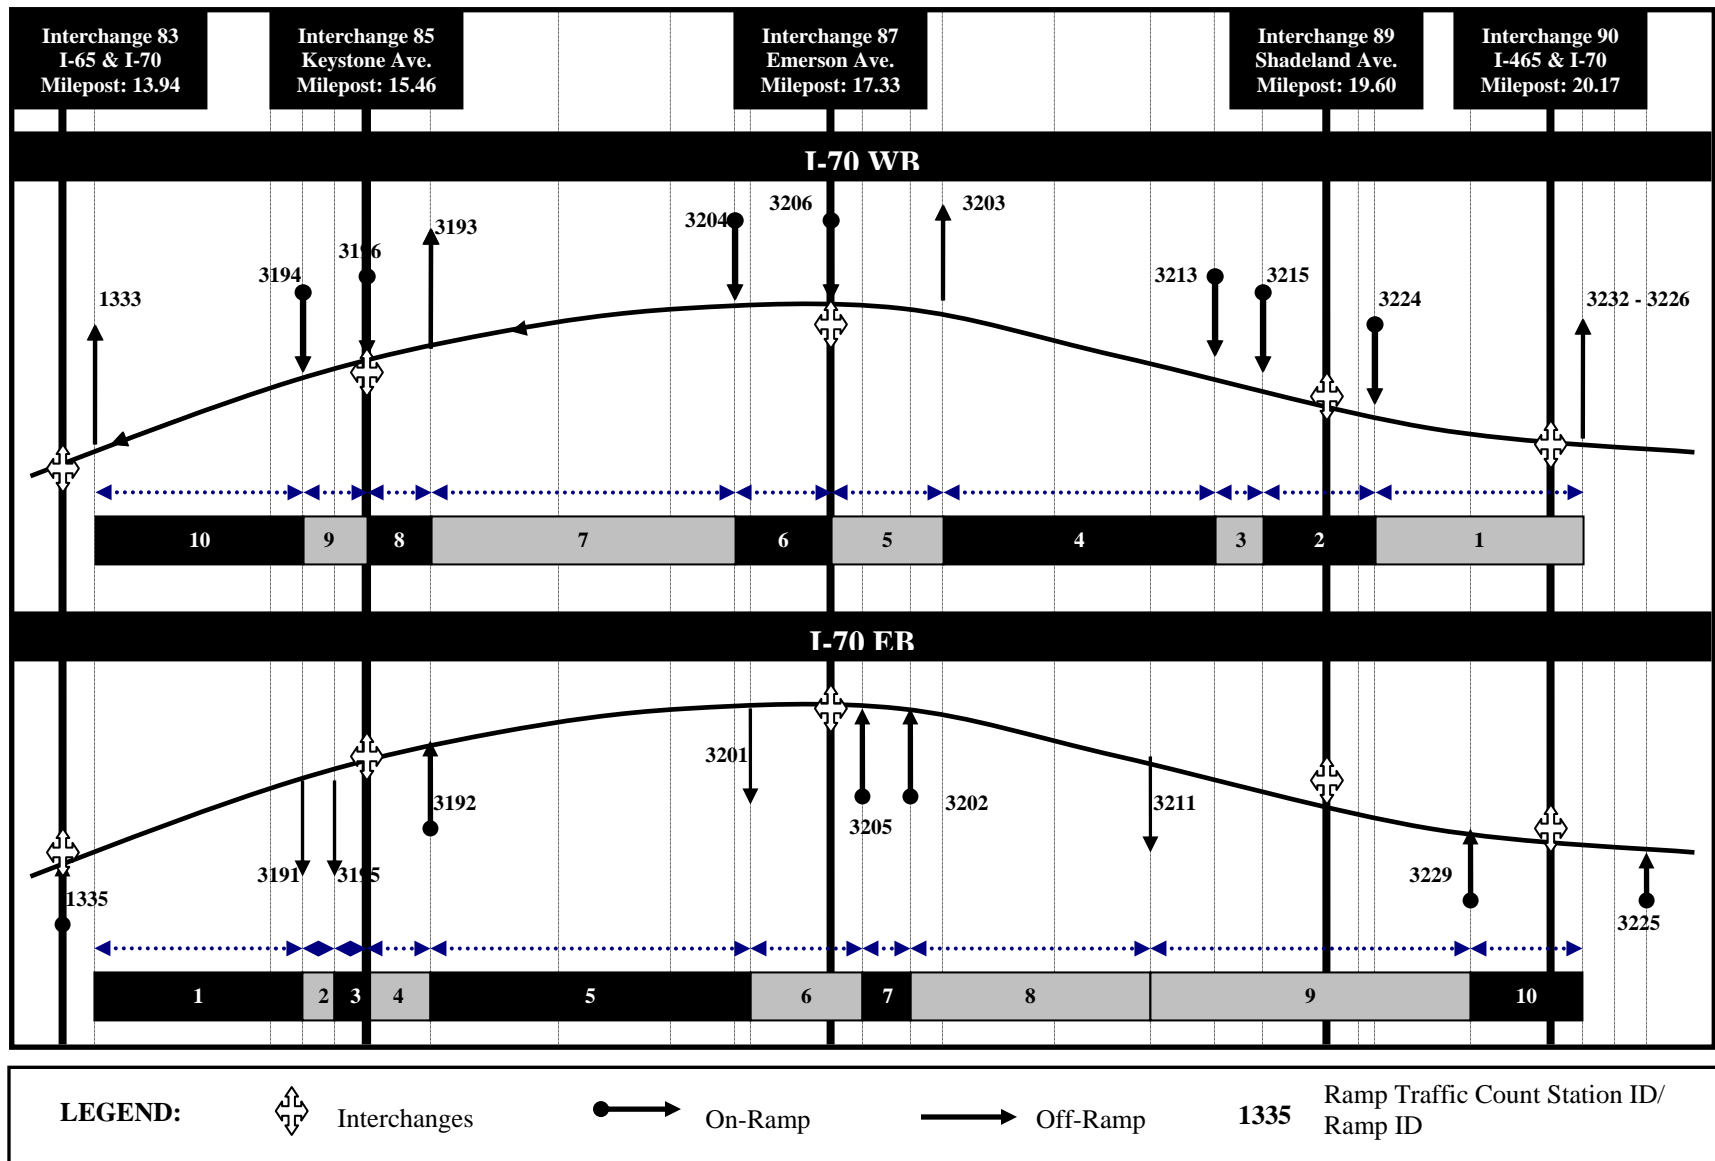 Interchange 83
I-65 & I-70
Milepost: 13.94
Interchange 85
Keystone Ave.
Milepost: 15.46
Interchange 87
Emerson Ave.
Milepost: 17.33
Interchange 89
Shadeland Ave.
Milepost: 19.60
Interchange 90
I-465 & I-70
Milepost: 20.17
I-70 WB
1333
3194
3196
3193
3204
3206
3203
3213
3215
3224
3232 - 3226
10
9
8
7
6
5
4
3
2
1
I-70 EB
1335
3191
3195
3192
3201
3205
3202
3211
3229
3225
1
2
3
4
5
6
7
8
9
10
LEGEND:
Interchanges
On-Ramp
Off-Ramp
1335
Ramp Traffic Count Station ID/
Ramp ID